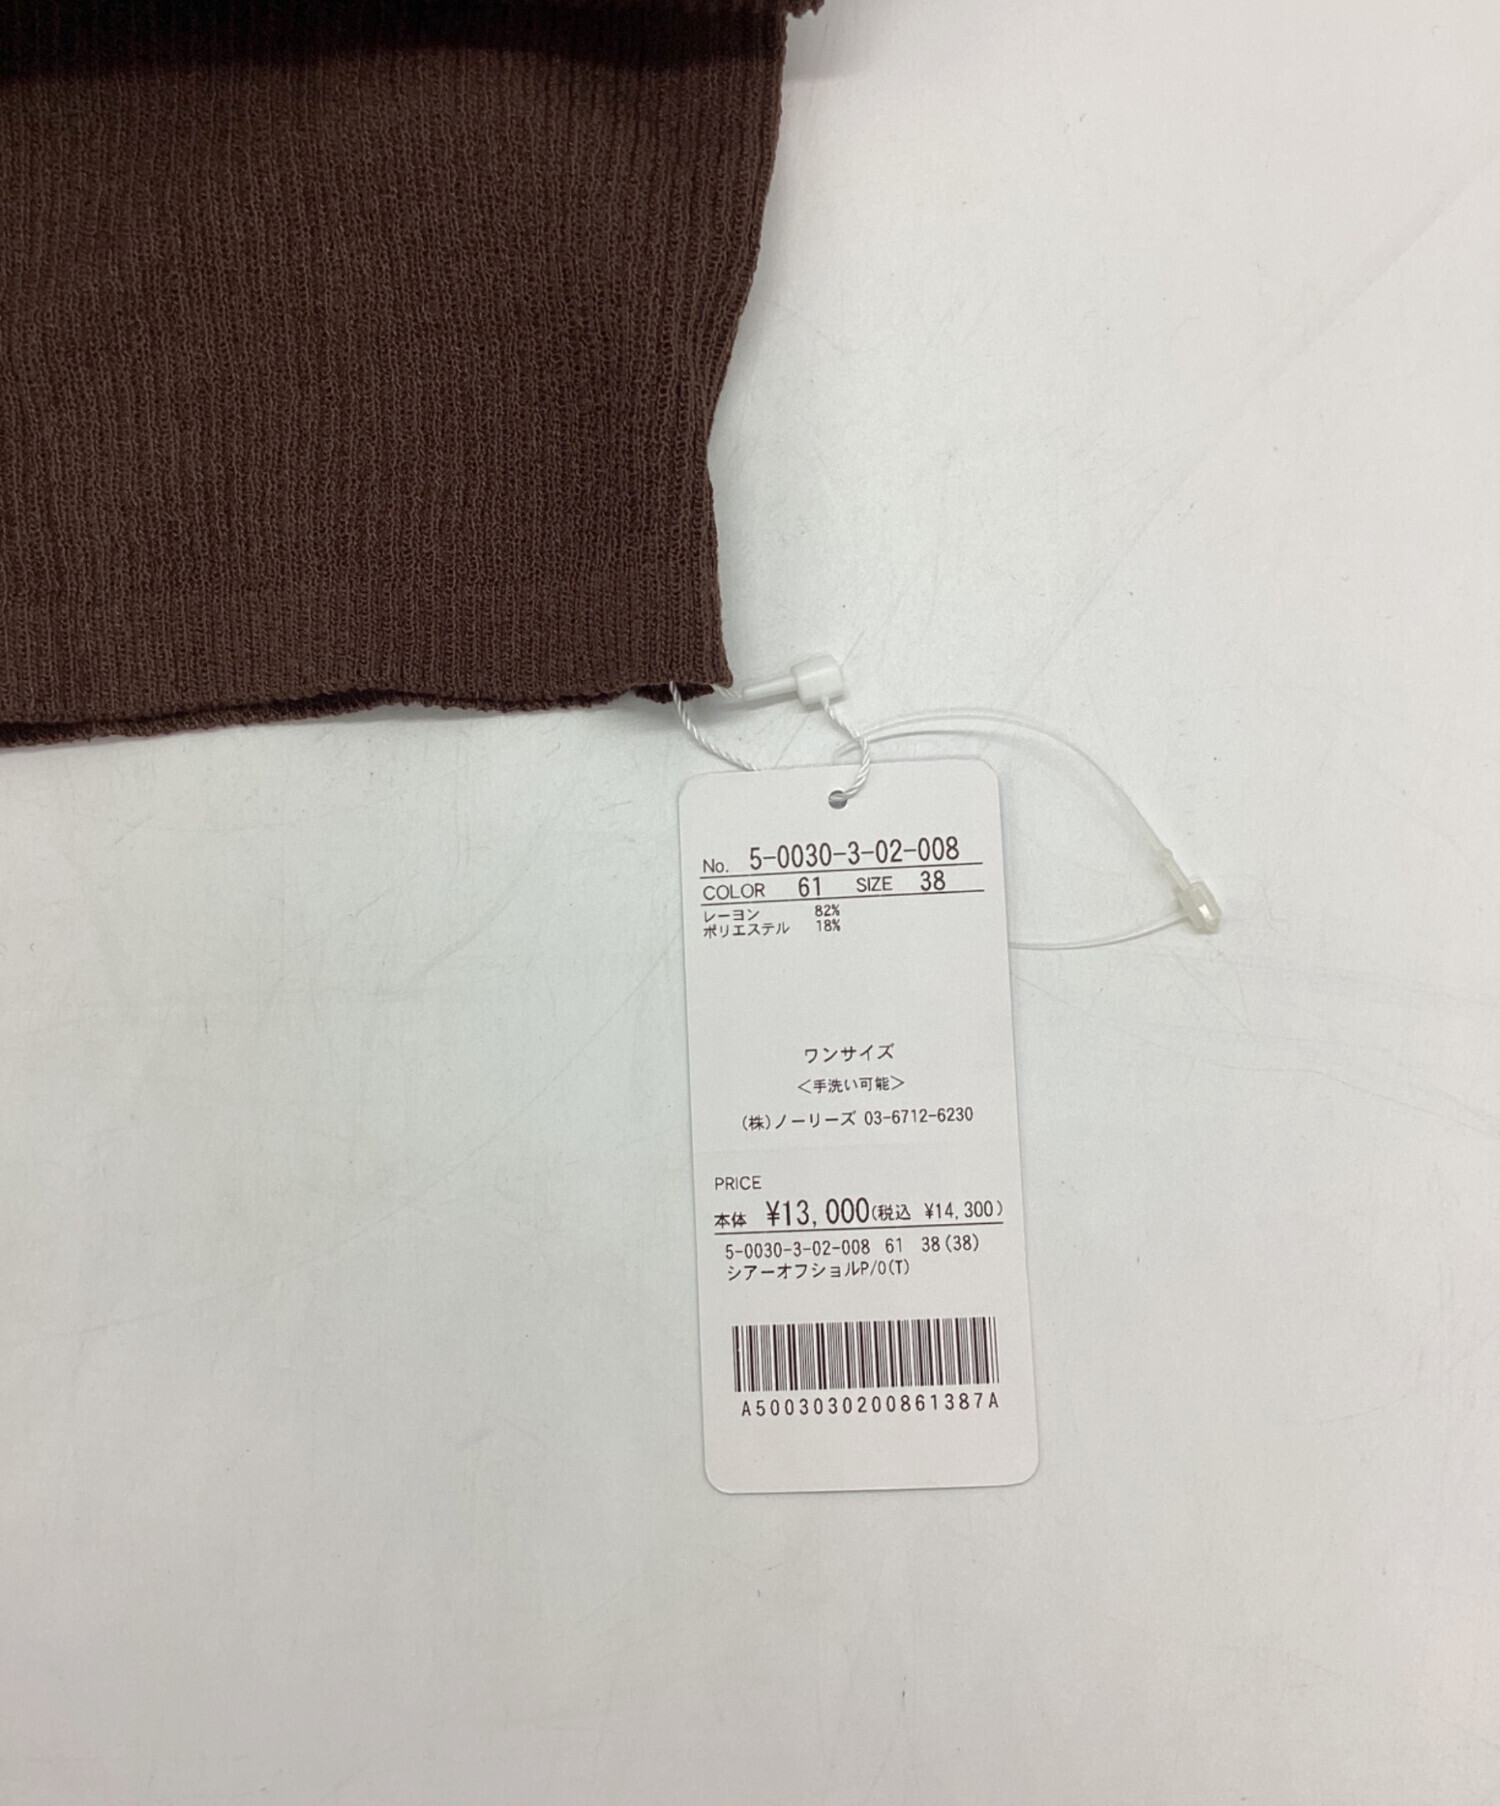 No. 5-0030-3-02-008
COLOR 61 SIZE 38
レーヨン 82%
ポリエステル 18%
ワンサイズ
<手洗い可能>
(株)ノーリーズ 03-6712-6230
PRICE
本体 ¥13,000(税込 ¥14,300)
5-0030-3-02-008 61 38(38)
シアーオフショルP/O(T)
A5003030200861387A